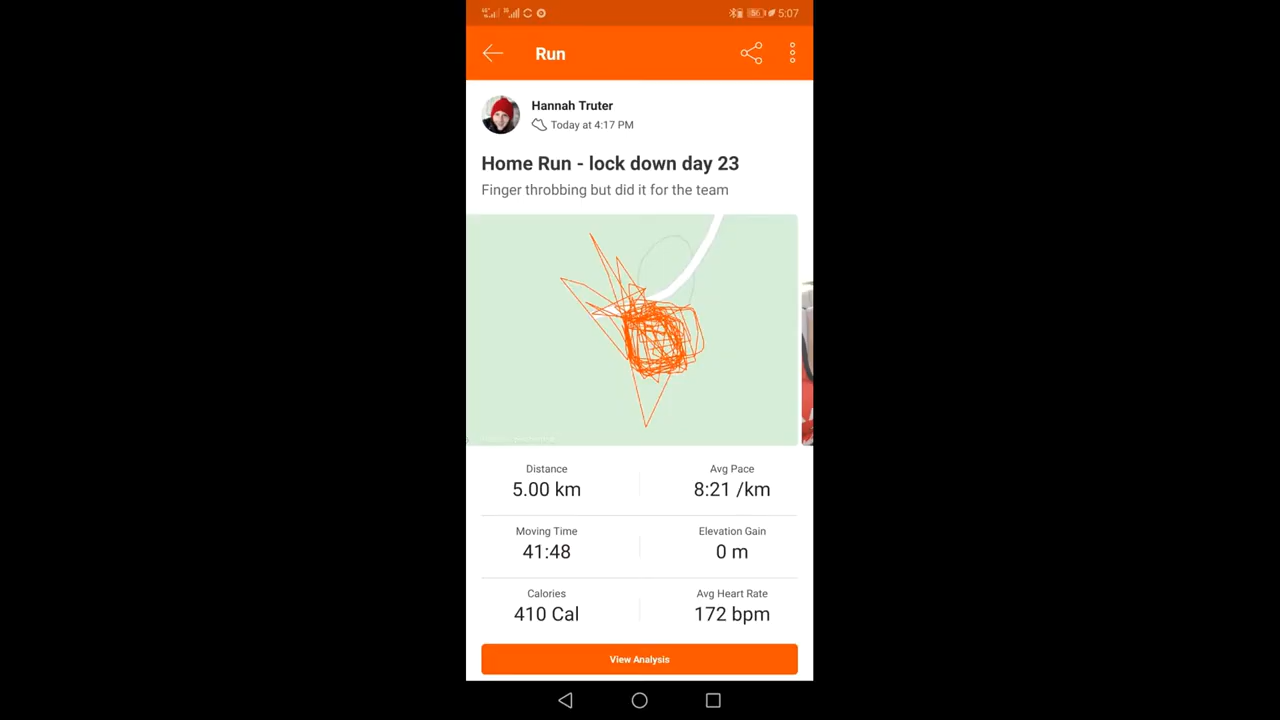 5:07
Run
Hannah Truter
Today at 4:17 PM
Home Run - lock down day 23
Finger throbbing but did it for the team
Distance
Avg Pace
5.00 km
8:21 /km
Moving Time
Elevation Gain
41:48
0 m
Calories
Avg Heart Rate
410 Cal
172 bpm
View Analysis